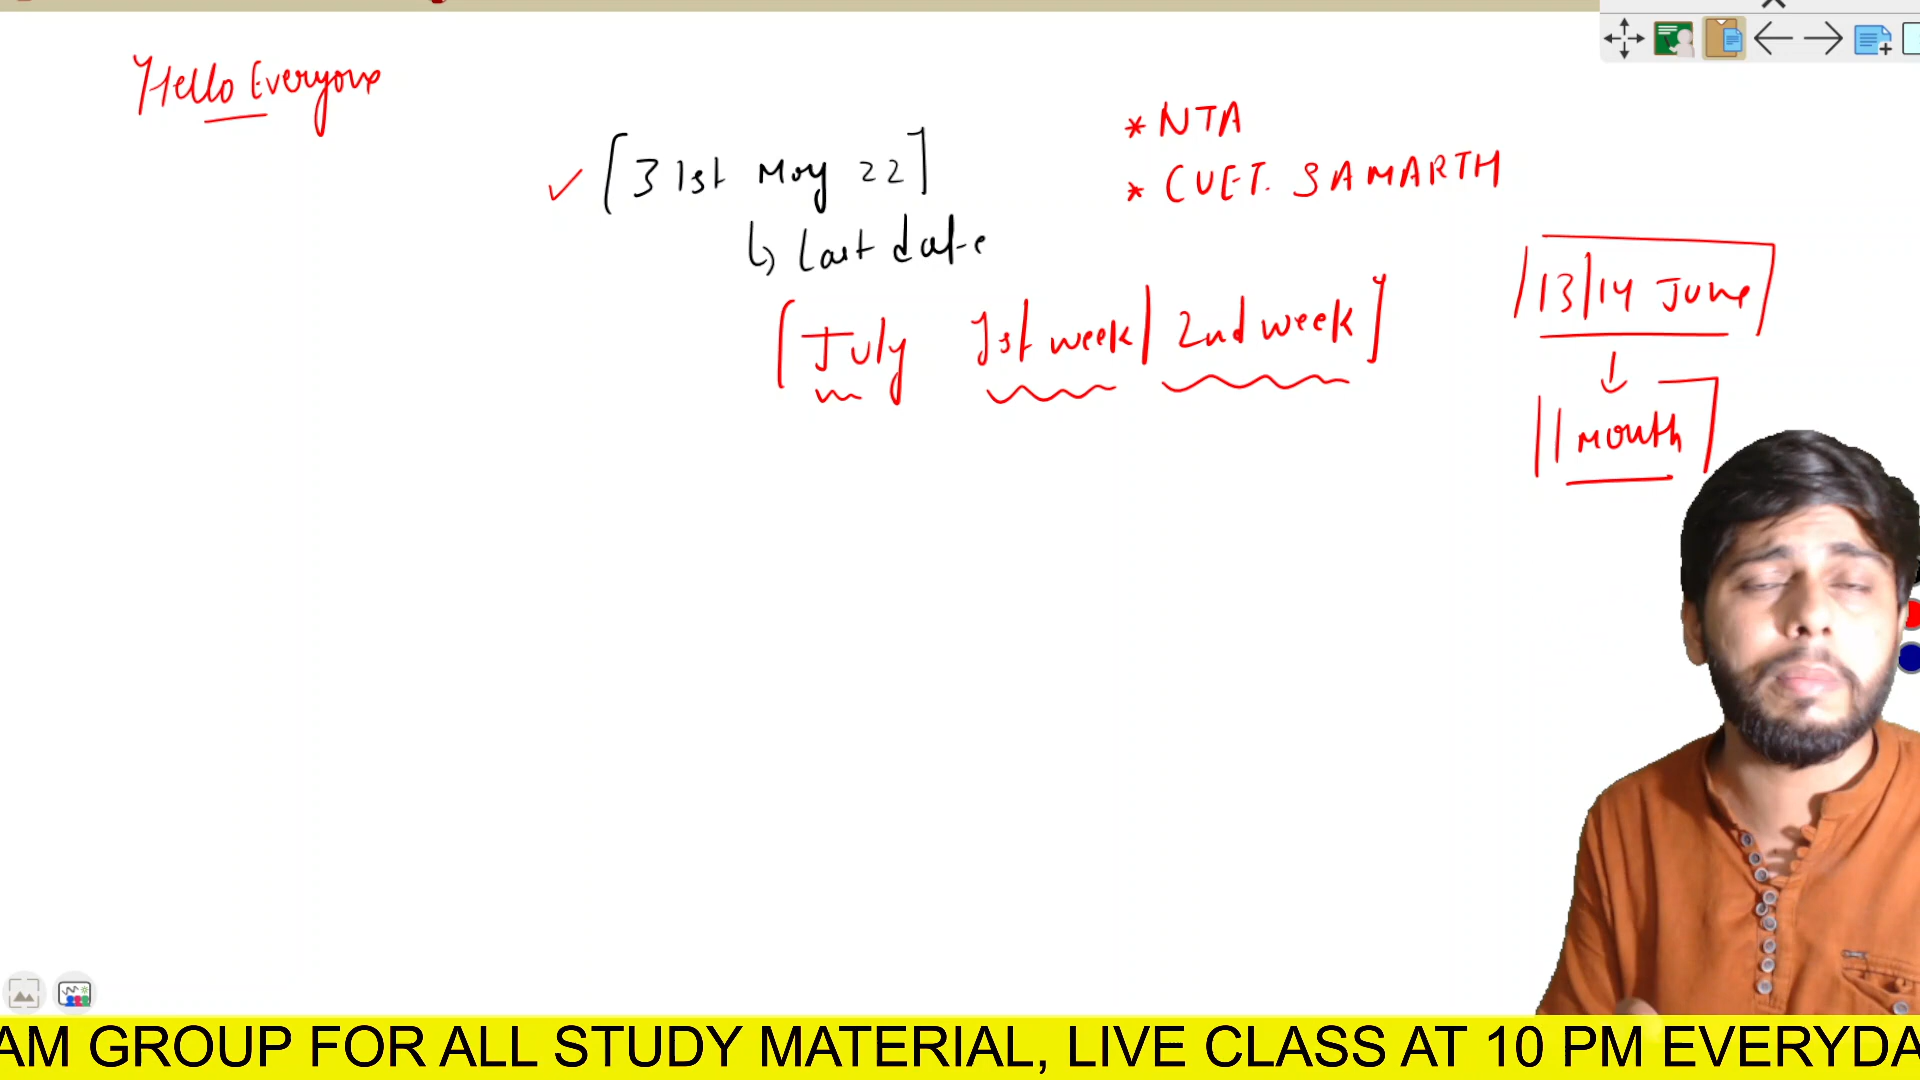 Hello Everyone
[31st May 22]
↳ Last date
* NTA
* CUET. SAMARTH
[July 1st week / 2nd week]
13/14 June
↓
1 month
AM GROUP FOR ALL STUDY MATERIAL, LIVE CLASS AT 10 PM EVERYDA